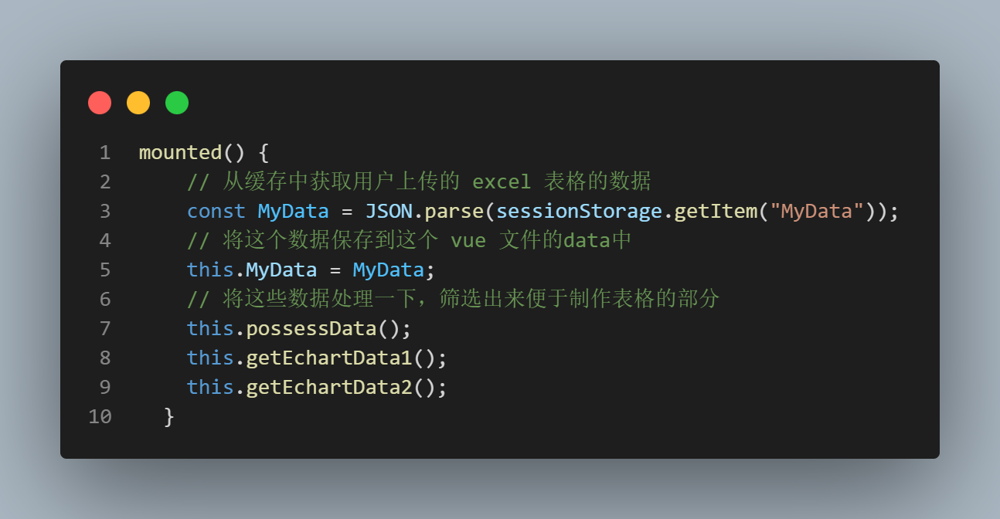 1 mounted() {
2 // 从缓存中获取用户上传的 excel 表格的数据
3 const MyData = JSON.parse(sessionStorage.getItem("MyData"));
4 // 将这个数据保存到这个 vue 文件的data中
5 this.MyData = MyData;
6 // 将这些数据处理一下，筛选出来便于制作表格的部分
7 this.possessData();
8 this.getEchartData1();
9 this.getEchartData2();
10 }